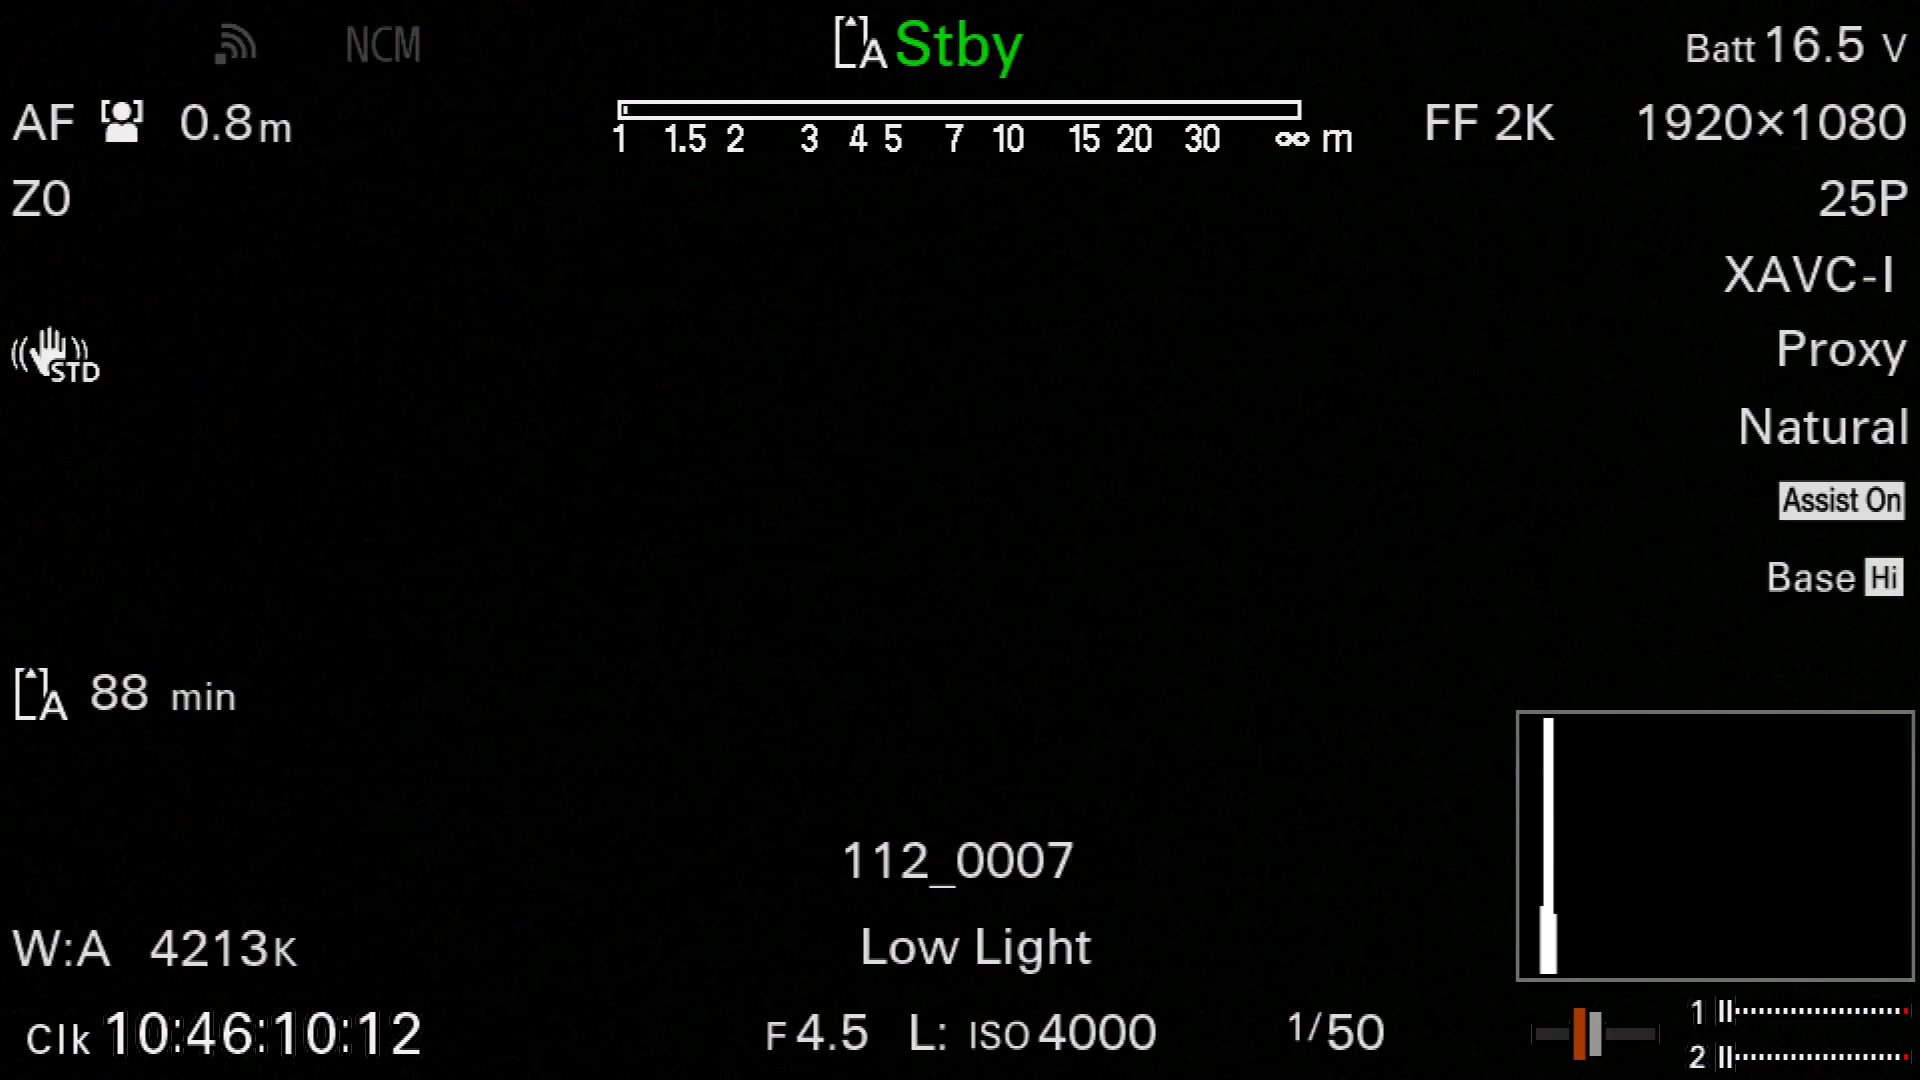 NCM A Stby Batt 16.5 V
AF 0.8m FF 2K 1920×1080
1 1.5 2 3 4 5 7 10 15 20 30 ∞ m
Z0 25P
XAVC-I
STD Proxy
Natural
Assist On
Base Hi
A 88 min
112_0007
W:A 4213K Low Light
Clk 10:46:10:12 F4.5 L: ISO4000 1/50
1
2